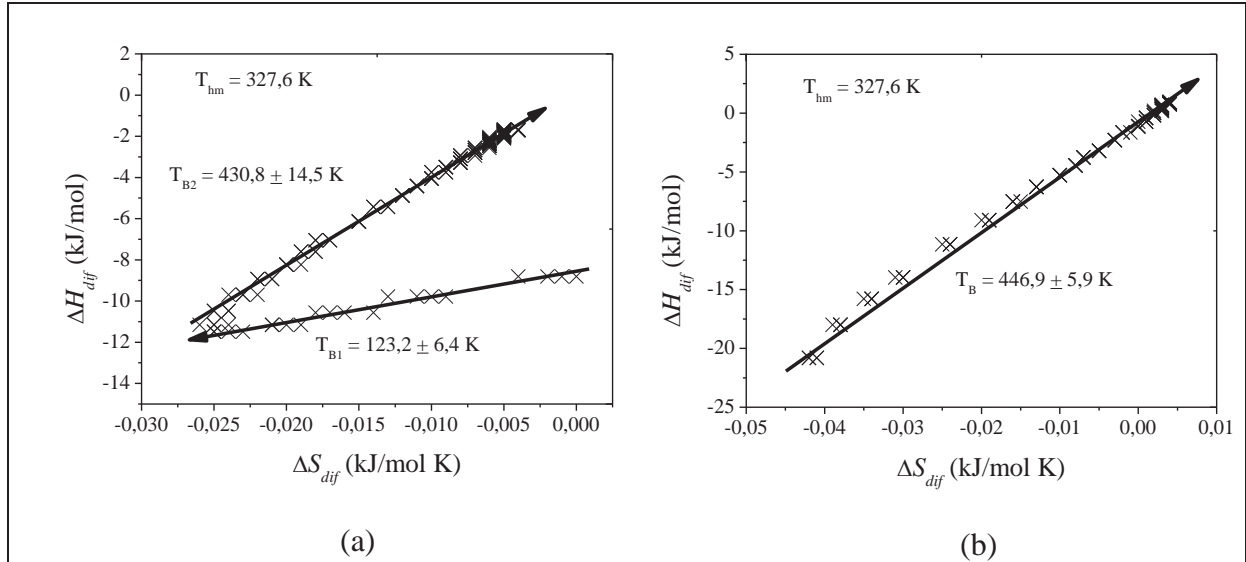 2
0
-2
-4
-6
-8
-10
-12
-14
ΔH_dif (kJ/mol)
T_hm = 327,6 K
T_B2 = 430,8 ± 14,5 K
T_B1 = 123,2 ± 6,4 K
-0,030 -0,025 -0,020 -0,015 -0,010 -0,005 0,000
ΔS_dif (kJ/mol K)
(a)
5
0
-5
-10
-15
-20
-25
ΔH_dif (kJ/mol)
T_hm = 327,6 K
T_B = 446,9 ± 5,9 K
-0,05 -0,04 -0,03 -0,02 -0,01 0,00 0,01
ΔS_dif (kJ/mol K)
(b)